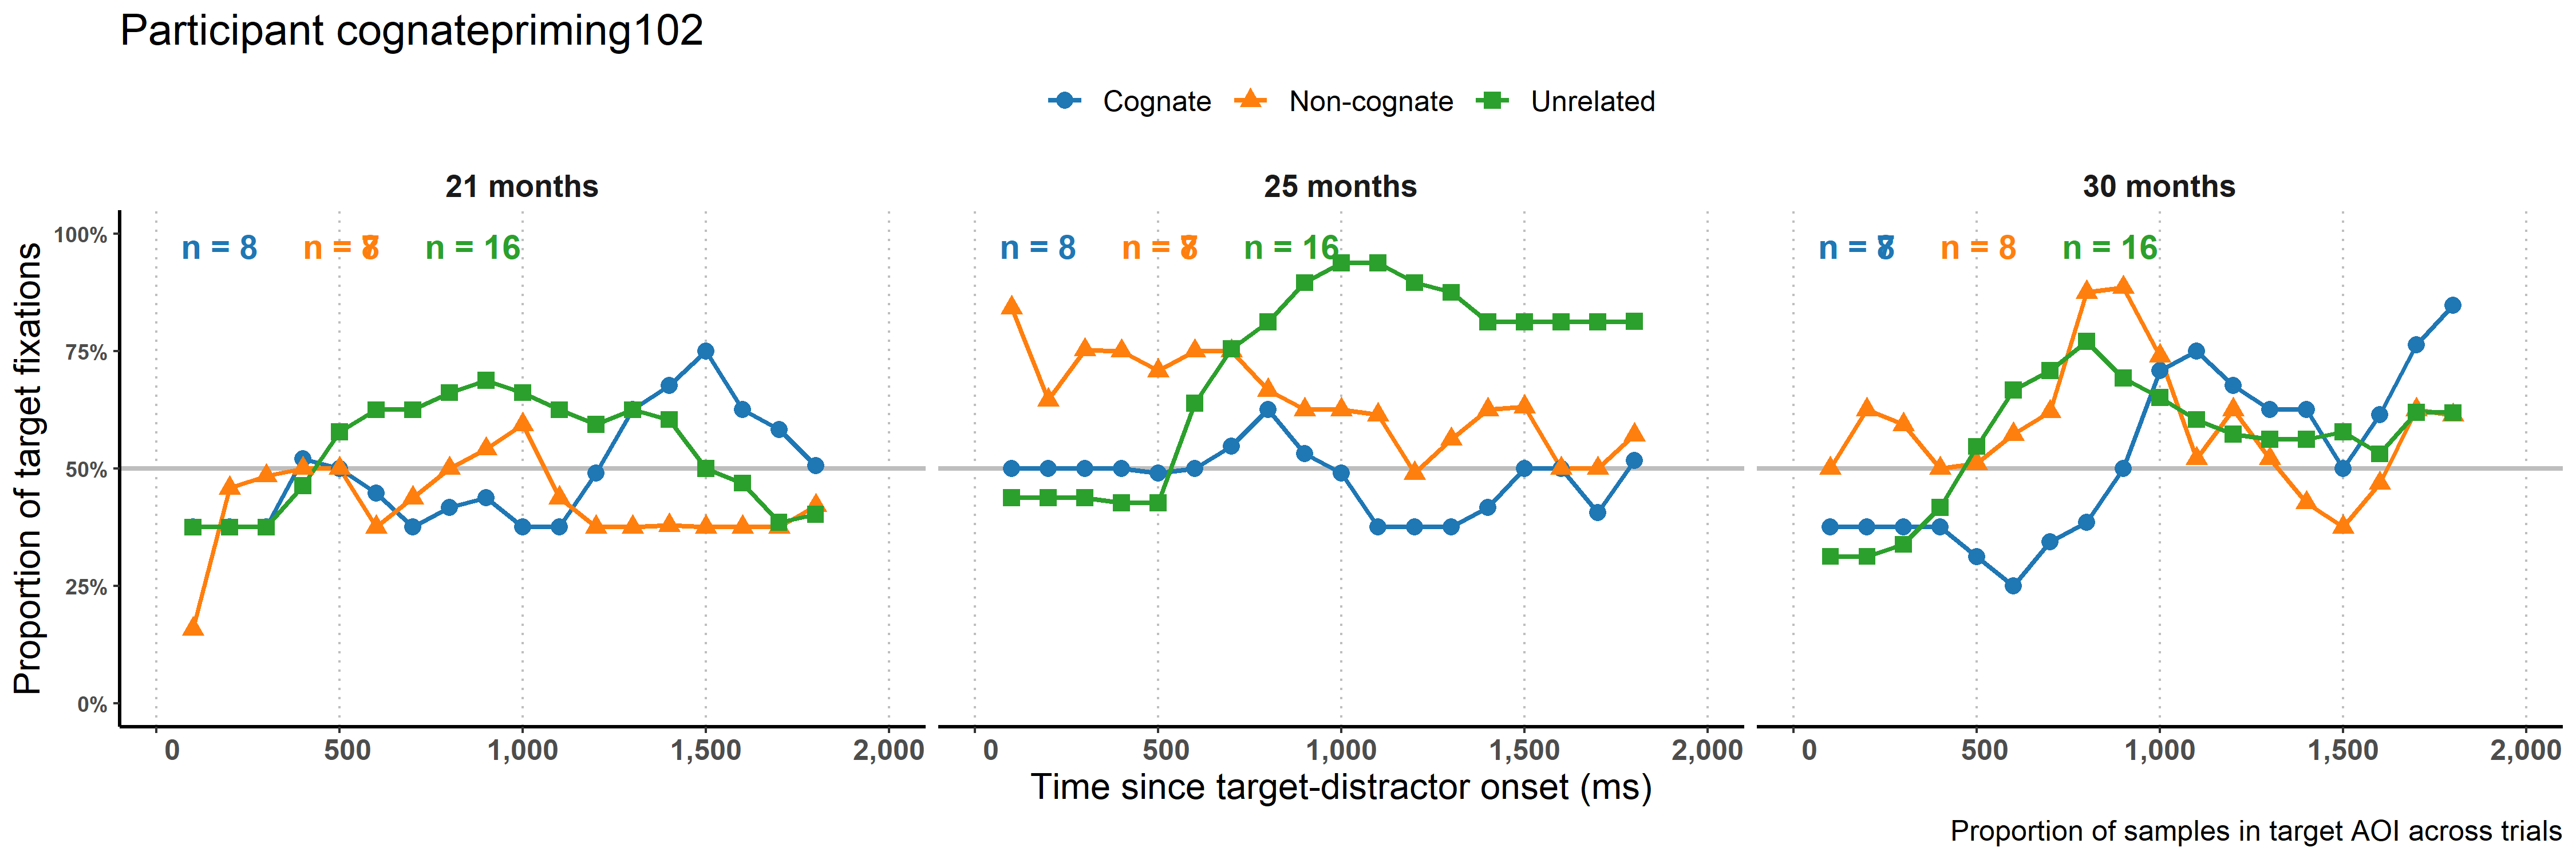 Participant cognatepriming102
Cognate Non-cognate Unrelated
21 months 25 months 30 months
n = 8 n = n = 16 n = 8 n = n = 16 n = n = 8 n = 16
Proportion of target fixations
100%
75%
50%
25%
0%
0 500 1,000 1,500 2,000 0 500 1,000 1,500 2,000 0 500 1,000 1,500 2,000
Time since target-distractor onset (ms)
Proportion of samples in target AOI across trials